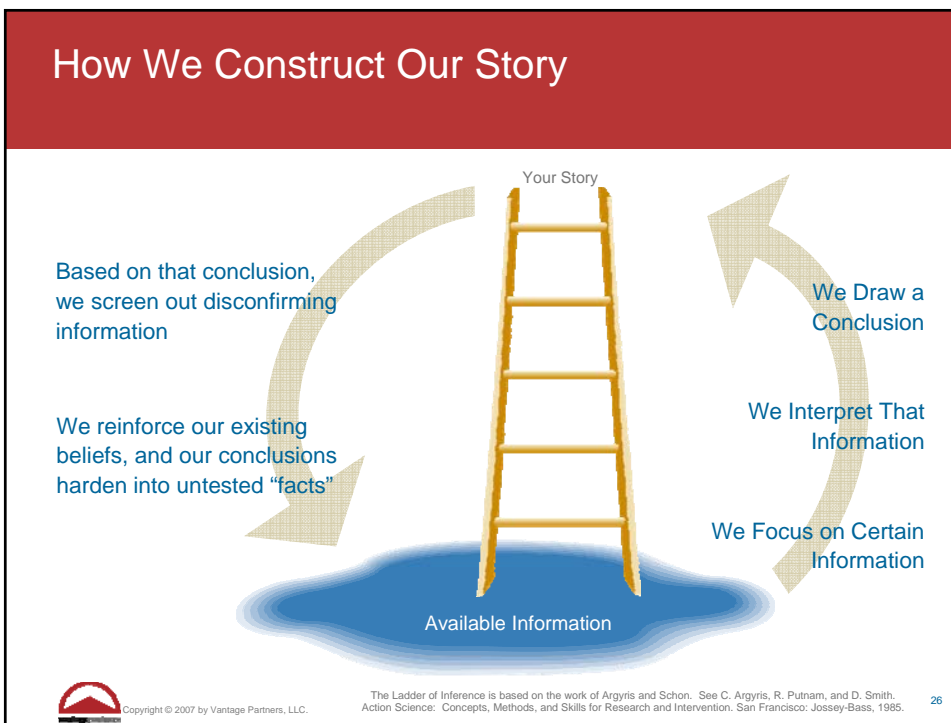 How We Construct Our Story
Your Story
Based on that conclusion,
we screen out disconfirming
information
We reinforce our existing
beliefs, and our conclusions
harden into untested “facts”
We Draw a
Conclusion
We Interpret That
Information
We Focus on Certain
Information
Available Information
Copyright © 2007 by Vantage Partners, LLC.
The Ladder of Inference is based on the work of Argyris and Schon. See C. Argyris, R. Putnam, and D. Smith.
Action Science: Concepts, Methods, and Skills for Research and Intervention. San Francisco: Jossey-Bass, 1985.
26